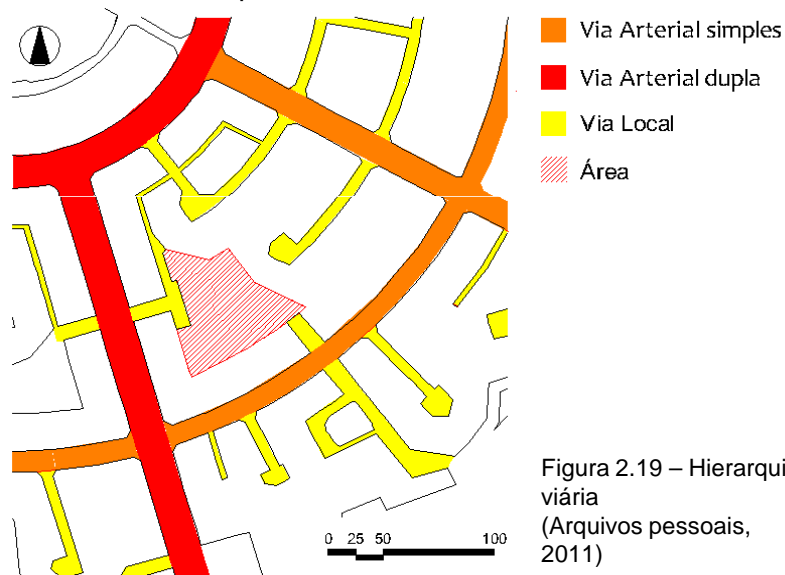 Via Arterial simples
Via Arterial dupla
Via Local
Área
0 25 50 100
Figura 2.19 – Hierarqui
viária
(Arquivos pessoais,
2011)